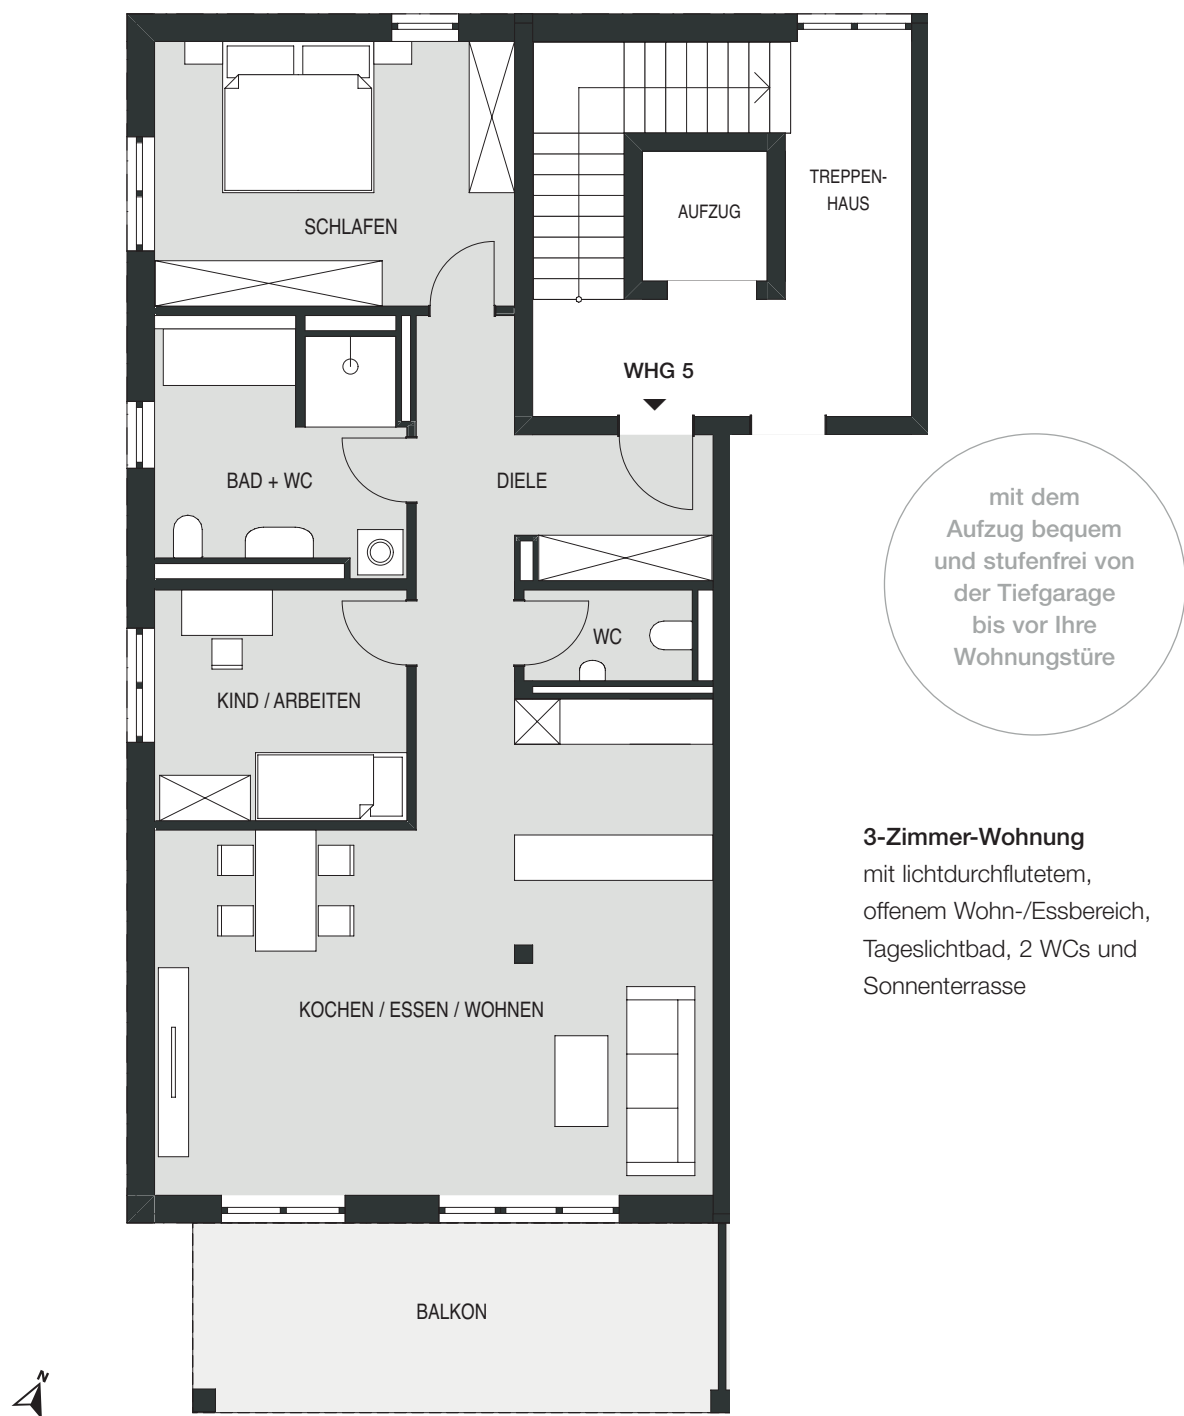 TREPPEN-
HAUS
AUFZUG
SCHLAFEN
WHG 5
BAD + WC
DIELE
mit dem
Aufzug bequem
und stufenfrei von
der Tiefgarage
bis vor Ihre
Wohnungstüre
WC
KIND / ARBEITEN
3-Zimmer-Wohnung
mit lichtdurchflutetem,
offenem Wohn-/Essbereich,
Tageslichtbad, 2 WCs und
Sonnenterrasse
KOCHEN / ESSEN / WOHNEN
BALKON
N